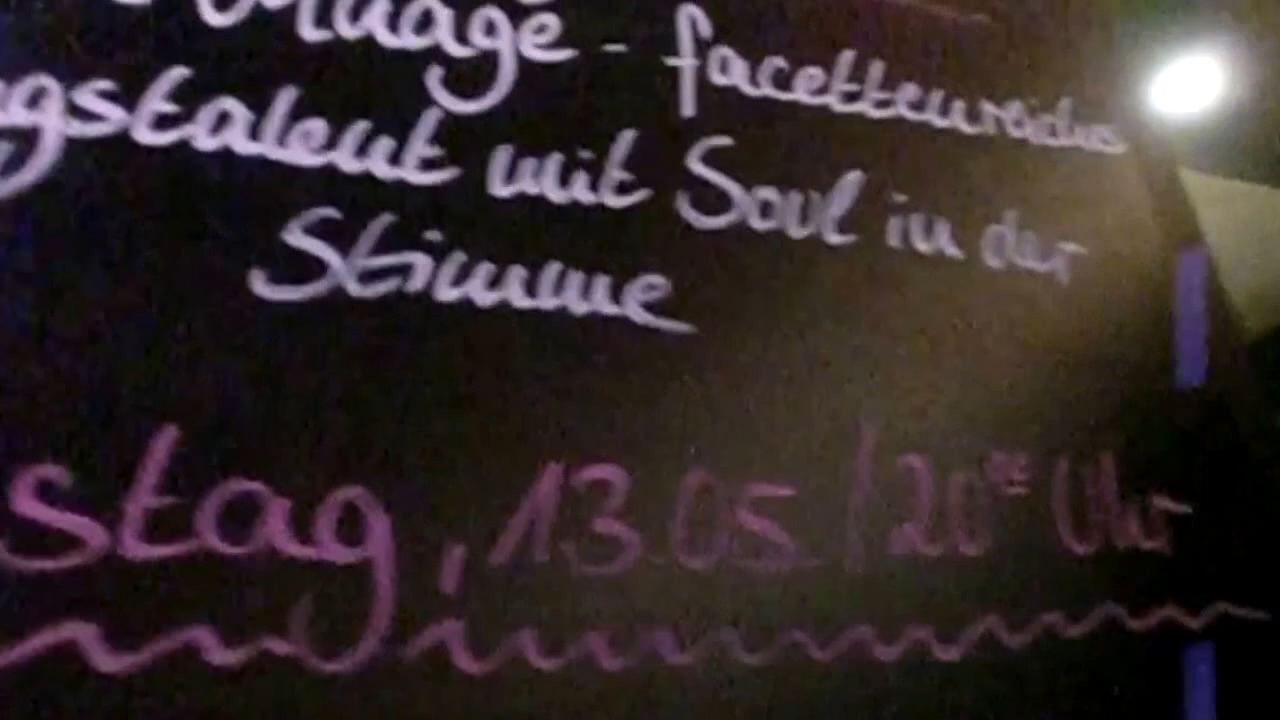 - facettenreiches
gstalent mit Soul in der
Stimme
stag, 13.05 / 20 Uhr